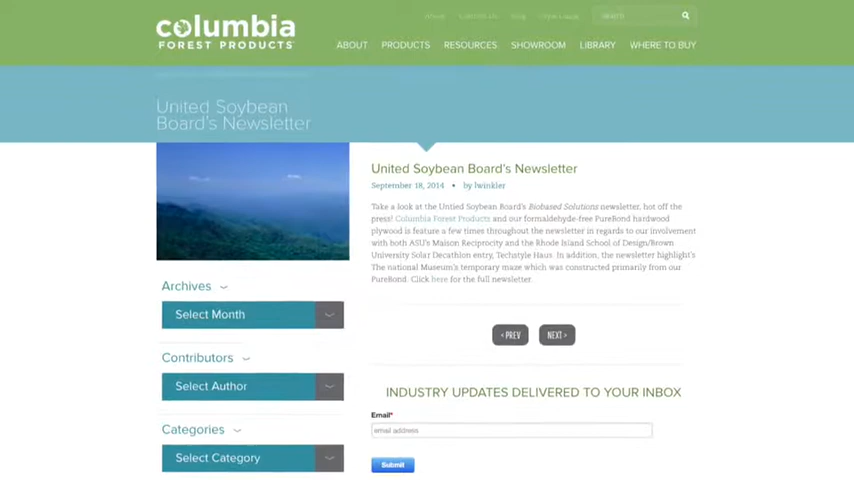 columbia
FOREST PRODUCTS
Search
ABOUT PRODUCTS RESOURCES SHOWROOM LIBRARY WHERE TO BUY
United Soybean
Board's Newsletter
United Soybean Board's Newsletter
September 18, 2014 • by lwinkler
Take a look at the Untied Soybean Board's Biobased Solutions newsletter, hot off the
press! Columbia Forest Products and our formaldehyde-free PureBond hardwood
plywood is feature a few times throughout the newsletter in regards to our involvement
with both ASU's Maison Reciprocity and the Rhode Island School of Design/Brown
University Solar Decathlon entry, Techstyle Haus. In addition, the newsletter highlight's
The national Museum's temporary maze which was constructed primarily from our
PureBond. Click here for the full newsletter.
Archives
Select Month
Contributors
Select Author
Categories
Select Category
< PREV NEXT >
INDUSTRY UPDATES DELIVERED TO YOUR INBOX
Email*
email address
Submit